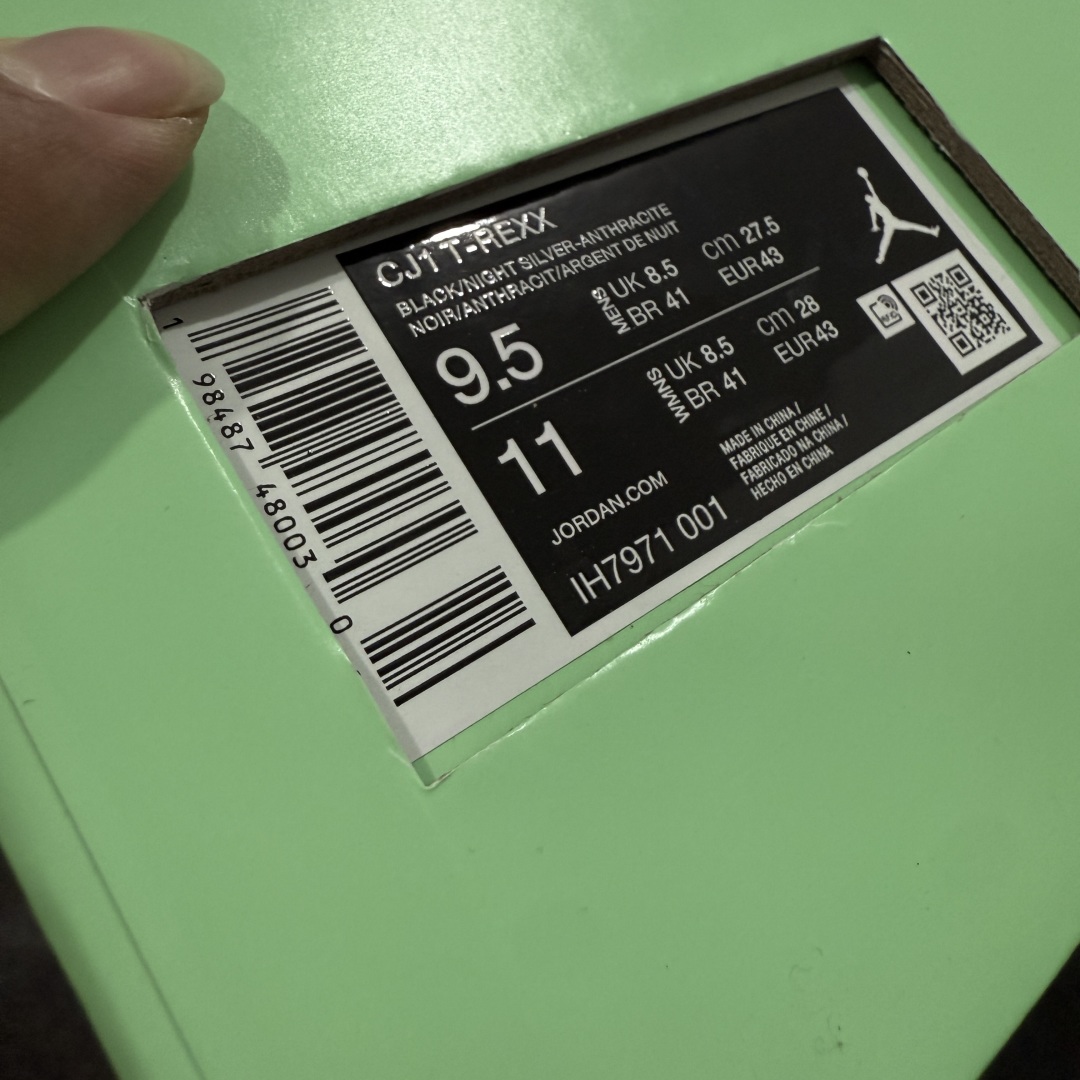 CJ1 T-REXX
BLACK/NIGHT SILVER-ANTHRACITE
NOIR/ANTHRACIT/ARGENT DE NUIT
9.5
MENS
UK 8.5
BR 41
cm 27.5
EUR43
11
WMNS
UK 8.5
BR 41
cm 28
EUR43
JORDAN.COM
MADE IN CHINA /
FABRIQUE EN CHINE /
FABRICADO NA CHINA /
HECHO EN CHINA
IH7971 001
1 98487 48003 0